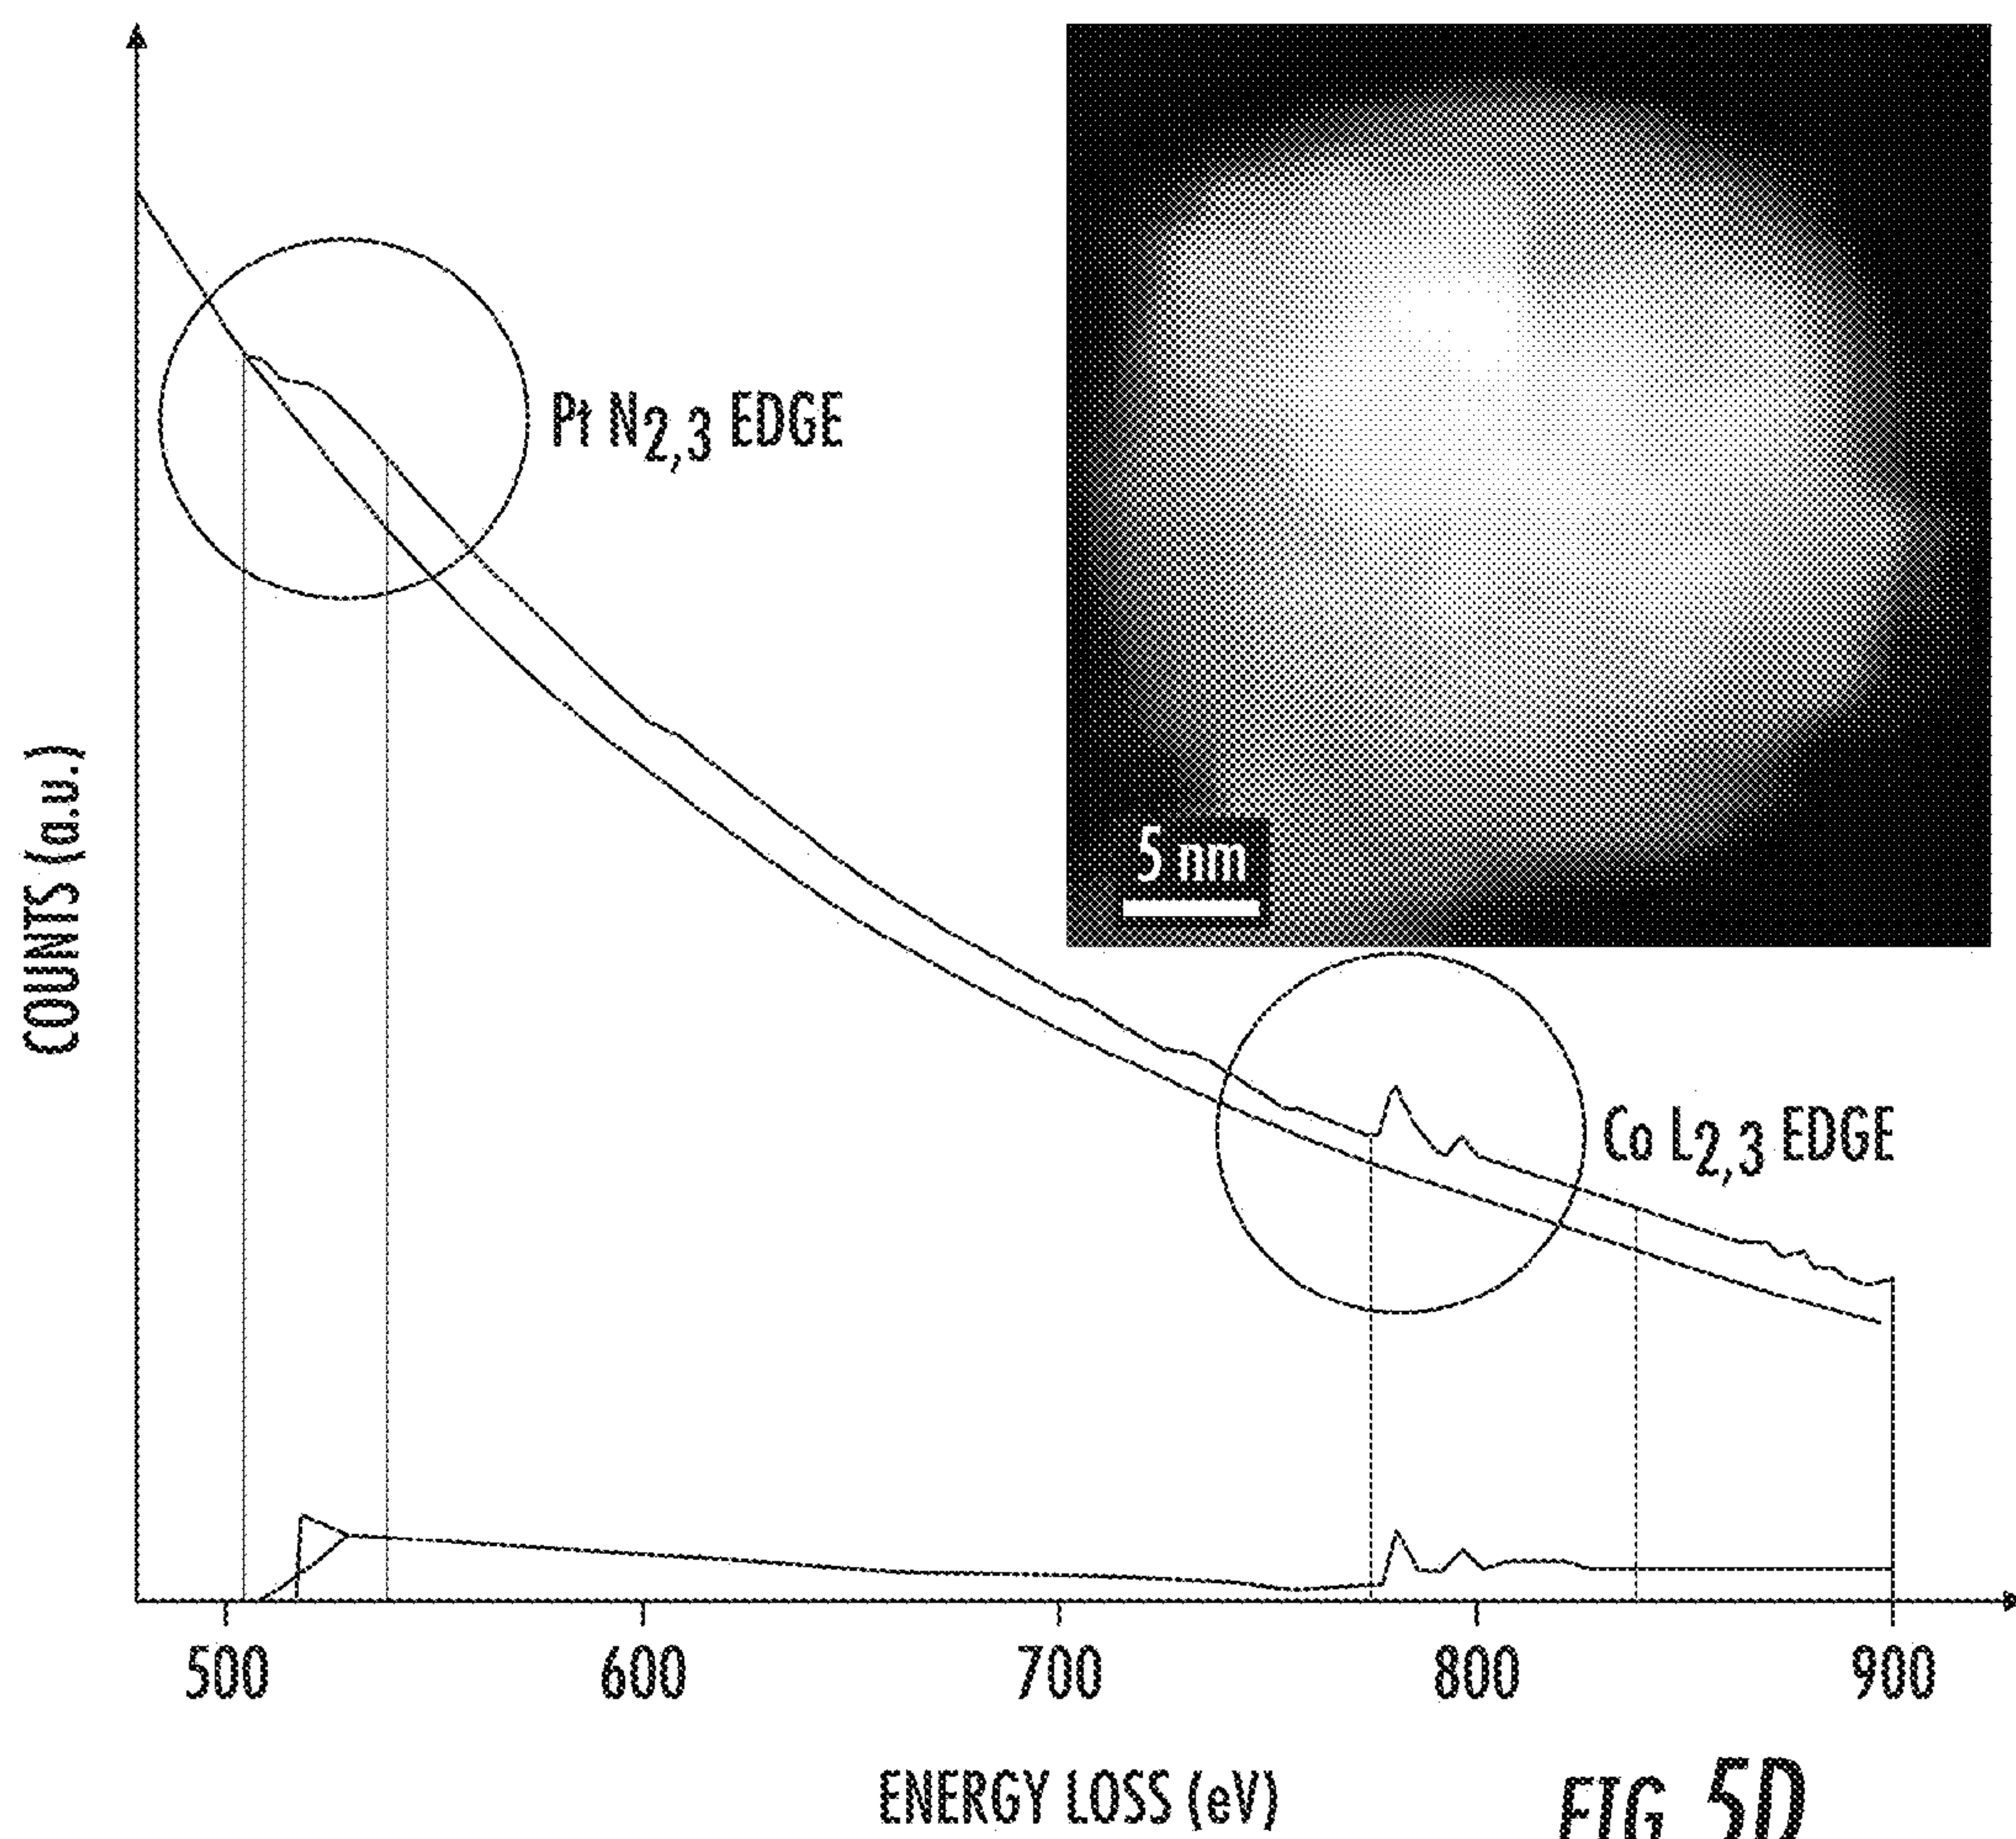 Pt N2,3 EDGE
5 nm
COUNTS (a.u.)
Co L2,3 EDGE
500 600 700 800 900
ENERGY LOSS (eV)
FIG. 5D